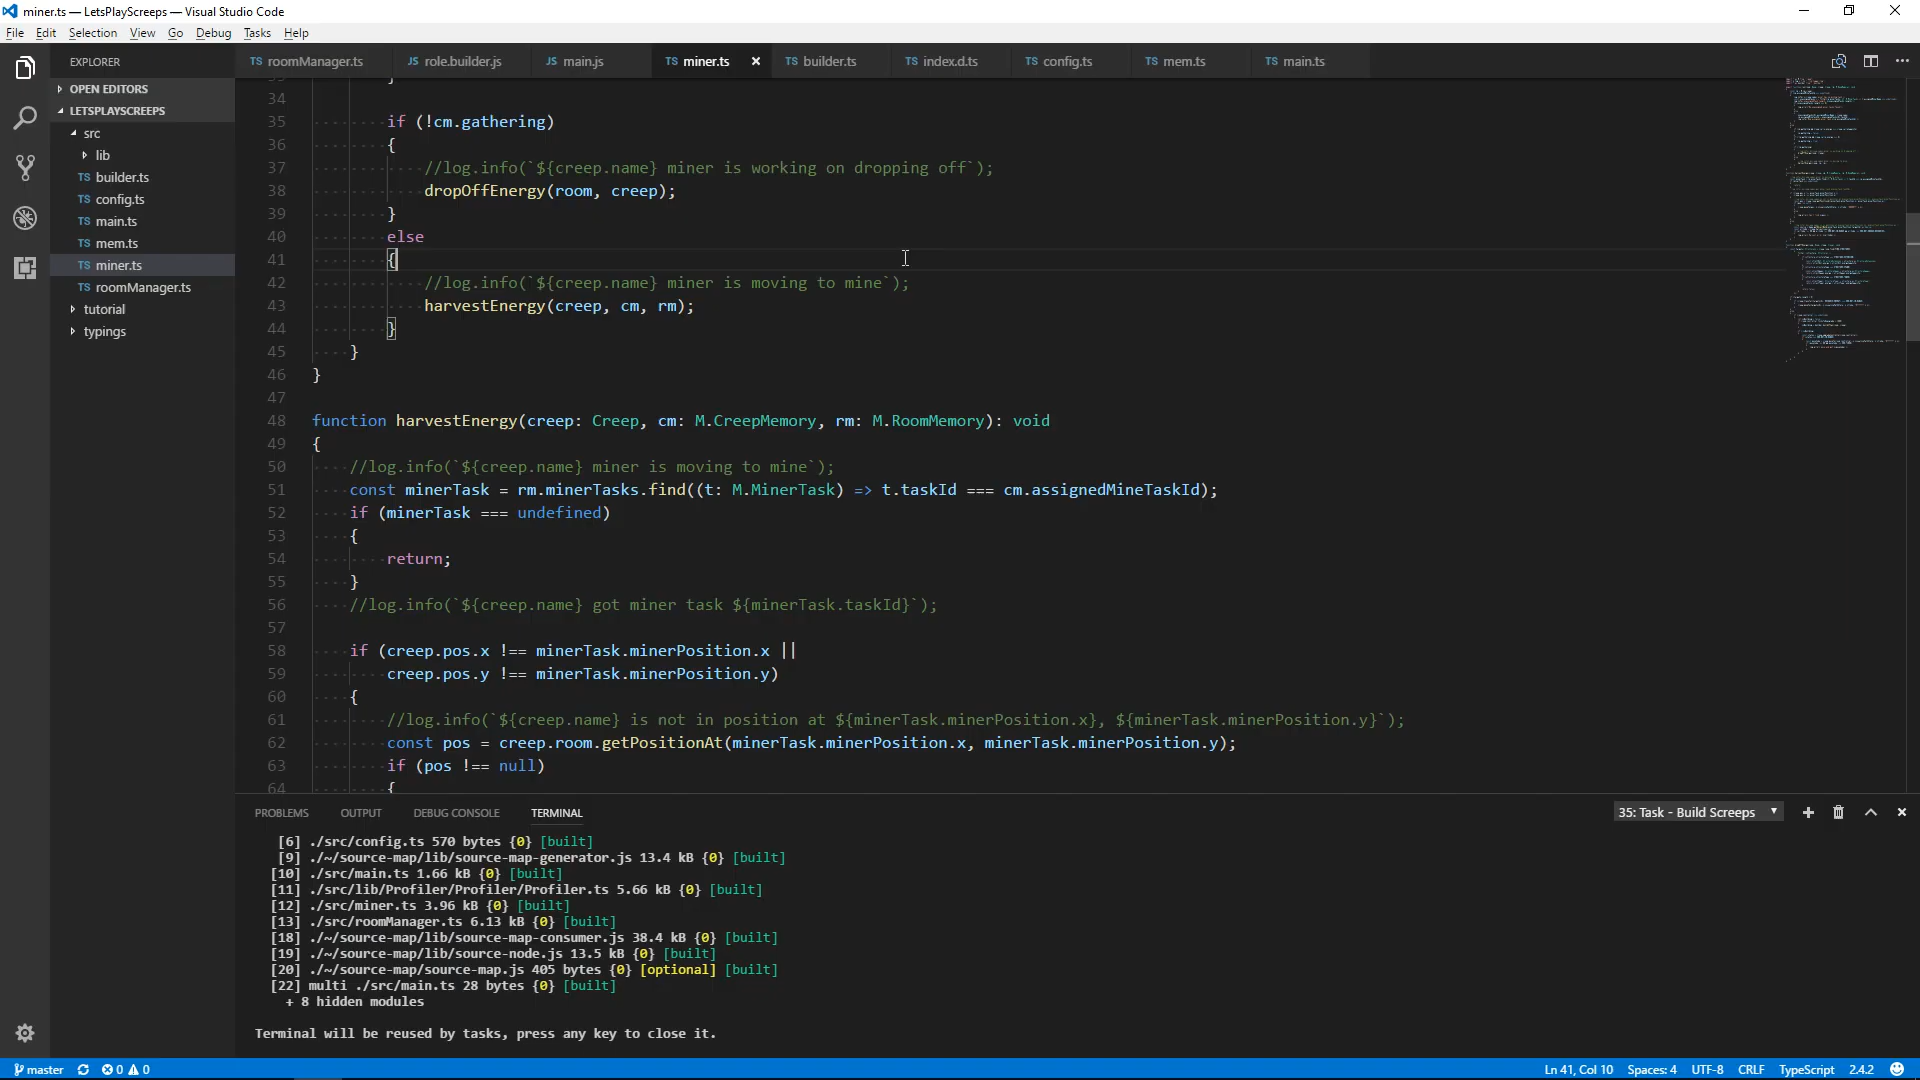 miner.ts — LetsPlayScreeps — Visual Studio Code
File Edit Selection View Go Debug Tasks Help
EXPLORER
OPEN EDITORS
LETSPLAYSCREEPS
src
lib
TS builder.ts
TS config.ts
TS main.ts
TS mem.ts
TS miner.ts
TS roomManager.ts
tutorial
typings
TS roomManager.ts JS role.builder.js JS main.js TS miner.ts TS builder.ts TS index.d.ts TS config.ts TS mem.ts TS main.ts
34
35 if (!cm.gathering)
36 {
37 //log.info(`${creep.name} miner is working on dropping off`);
38 dropOffEnergy(room, creep);
39 }
40 else
41 {
42 //log.info(`${creep.name} miner is moving to mine`);
43 harvestEnergy(creep, cm, rm);
44 }
45 }
46 }
47
48 function harvestEnergy(creep: Creep, cm: M.CreepMemory, rm: M.RoomMemory): void
49 {
50 //log.info(`${creep.name} miner is moving to mine`);
51 const minerTask = rm.minerTasks.find((t: M.MinerTask) => t.taskId === cm.assignedMineTaskId);
52 if (minerTask === undefined)
53 {
54 return;
55 }
56 //log.info(`${creep.name} got miner task ${minerTask.taskId}`);
57
58 if (creep.pos.x !== minerTask.minerPosition.x ||
59 creep.pos.y !== minerTask.minerPosition.y)
60 {
61 //log.info(`${creep.name} is not in position at ${minerTask.minerPosition.x}, ${minerTask.minerPosition.y}`);
62 const pos = creep.room.getPositionAt(minerTask.minerPosition.x, minerTask.minerPosition.y);
63 if (pos !== null)
64 {
PROBLEMS OUTPUT DEBUG CONSOLE TERMINAL 35: Task - Build Screeps
[6] ./src/config.ts 570 bytes {0} [built]
[9] ./~/source-map/lib/source-map-generator.js 13.4 kB {0} [built]
[10] ./src/main.ts 1.66 kB {0} [built]
[11] ./src/lib/Profiler/Profiler/Profiler.ts 5.66 kB {0} [built]
[12] ./src/miner.ts 3.96 kB {0} [built]
[13] ./src/roomManager.ts 6.13 kB {0} [built]
[18] ./~/source-map/lib/source-map-consumer.js 38.4 kB {0} [built]
[19] ./~/source-map/lib/source-node.js 13.5 kB {0} [built]
[20] ./~/source-map/source-map.js 405 bytes {0} [optional] [built]
[22] multi ./src/main.ts 28 bytes {0} [built]
+ 8 hidden modules
Terminal will be reused by tasks, press any key to close it.
master 0 0 Ln 41, Col 10 Spaces: 4 UTF-8 CRLF TypeScript 2.4.2